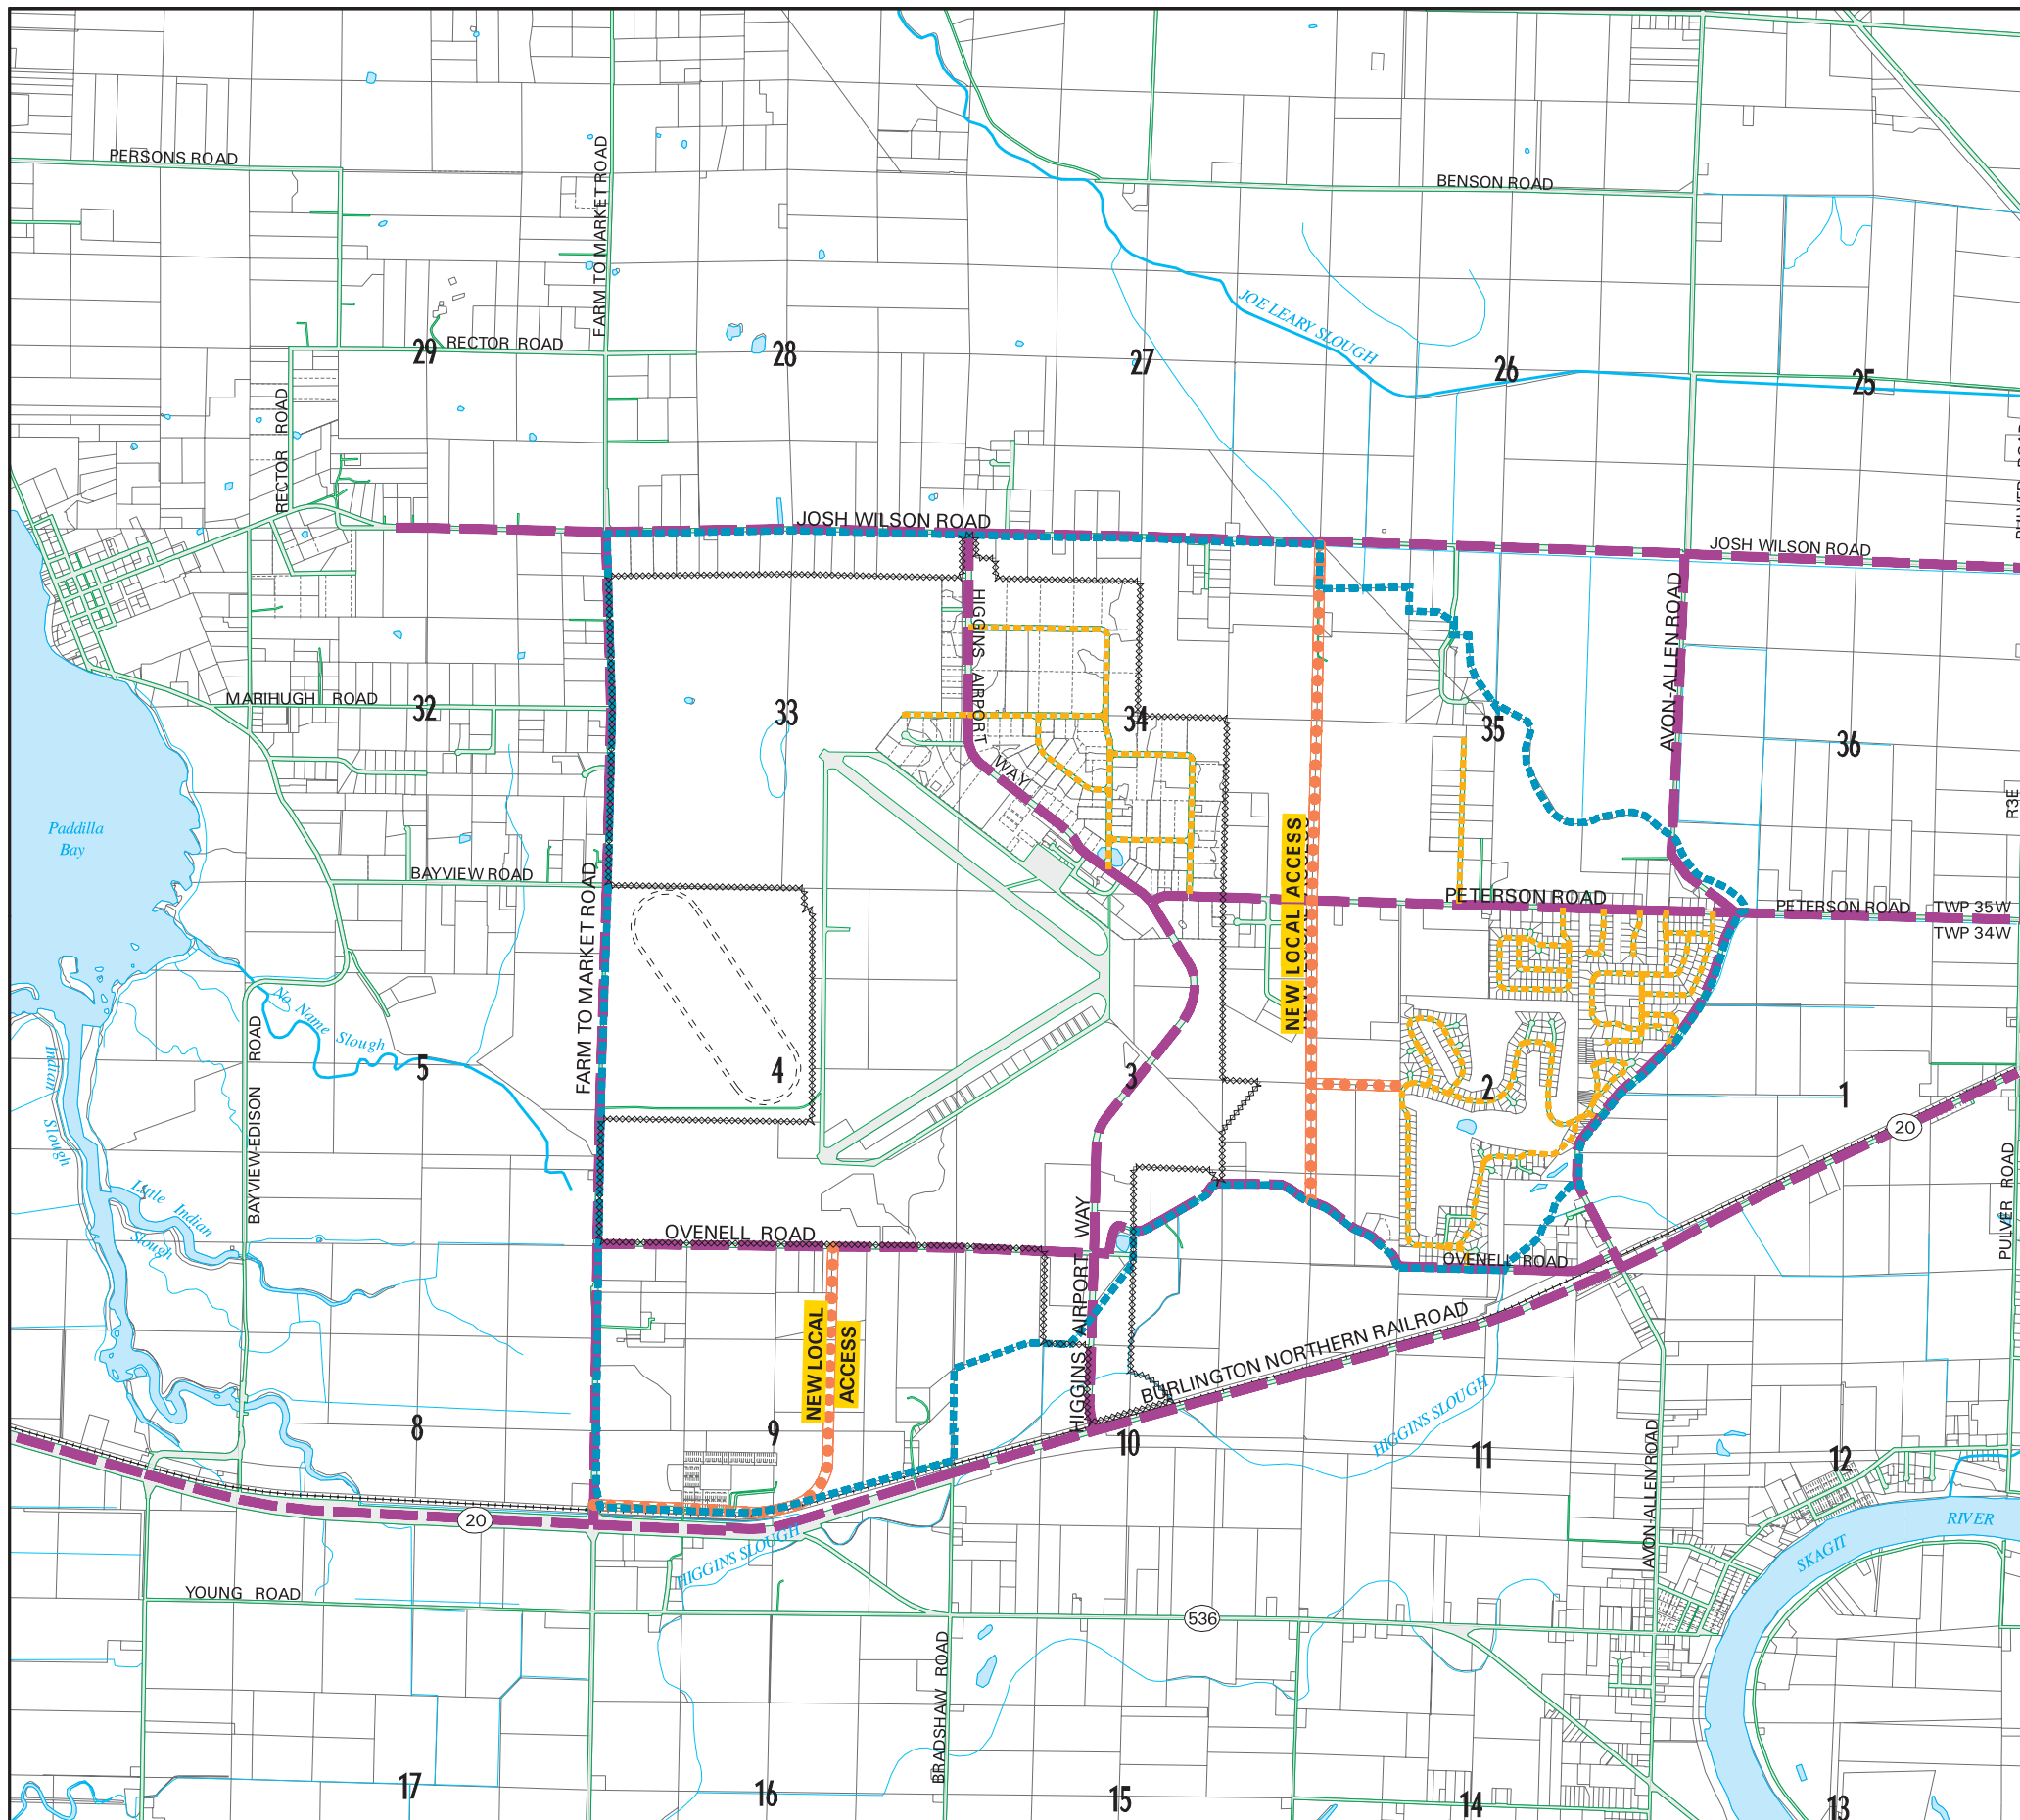 PERSONS ROAD
FARM TO MARKET ROAD
BENSON ROAD
JOE LEARY SLOUGH
29
RECTOR ROAD
28
27
26
25
RECTOR ROAD
JOSH WILSON ROAD
JOSH WILSON ROAD
HIGGINS AIRPORT WAY
AVON-ALLEN ROAD
MARIHUGH ROAD
32
33
34
35
36
R3E
Paddilla
Bay
BAYVIEW ROAD
NEW LOCAL ACCESS
PETERSON ROAD
PETERSON ROAD
TWP 35W
TWP 34W
FARM TO MARKET ROAD
No Name Slough
Indian Slough
BAYVIEW-EDISON ROAD
5
4
3
2
1
20
PULVER ROAD
Little Indian
Slough
OVENELL ROAD
OVENELL ROAD
HIGGINS AIRPORT WAY
NEW LOCAL
ACCESS
BURLINGTON NORTHERN RAILROAD
HIGGINS SLOUGH
8
9
10
11
12
AVON-ALLEN ROAD
20
HIGGINS SLOUGH
SKAGIT RIVER
YOUNG ROAD
536
BRADSHAW ROAD
17
16
15
14
13